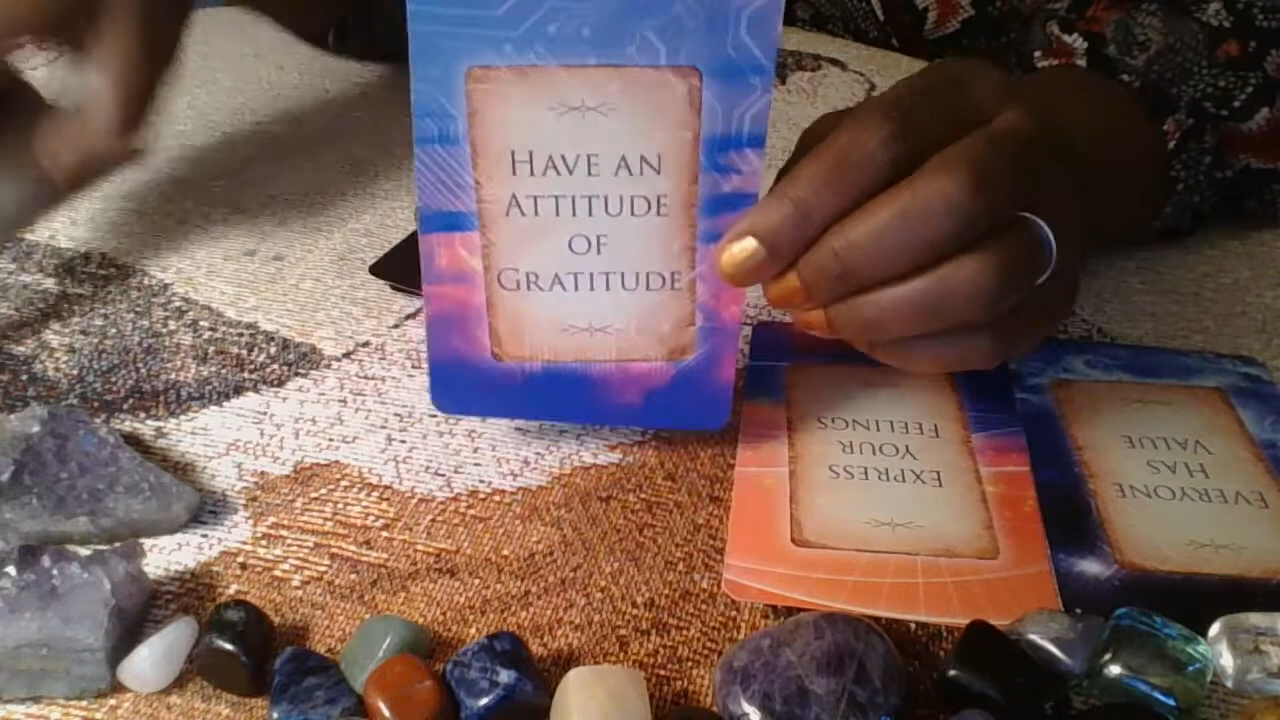 HAVE AN
ATTITUDE
OF
GRATITUDE
EXPRESS
YOUR
FEELINGS
EVERYONE
HAS
VALUE